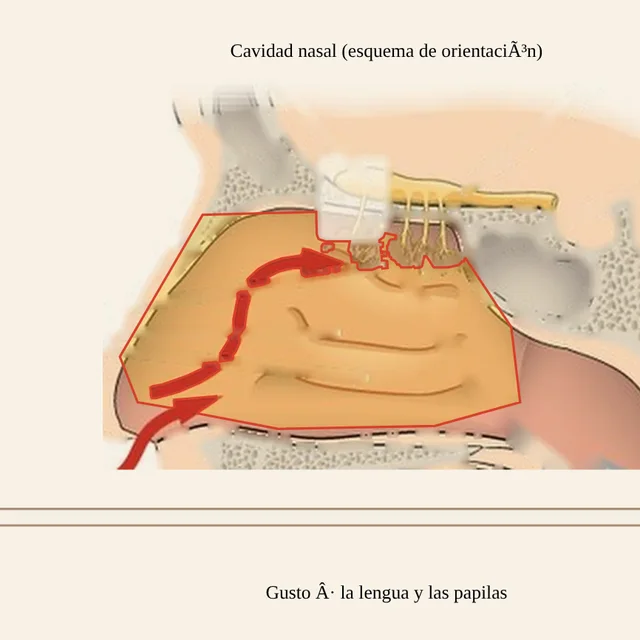 Cavidad nasal (esquema de orientaciÃ³n)
Gusto Â· la lengua y las papilas